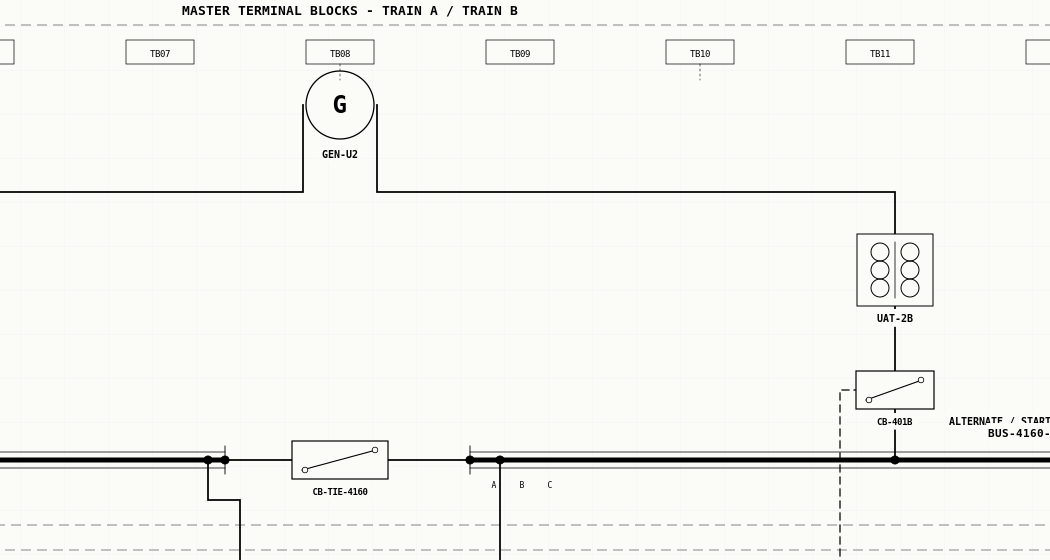 MASTER TERMINAL BLOCKS - TRAIN A / TRAIN B
TB07
TB08
TB09
TB10
TB11
G
GEN-U2
UAT-2B
CB-401B
ALTERNATE / START
BUS-4160-
CB-TIE-4160
A B C